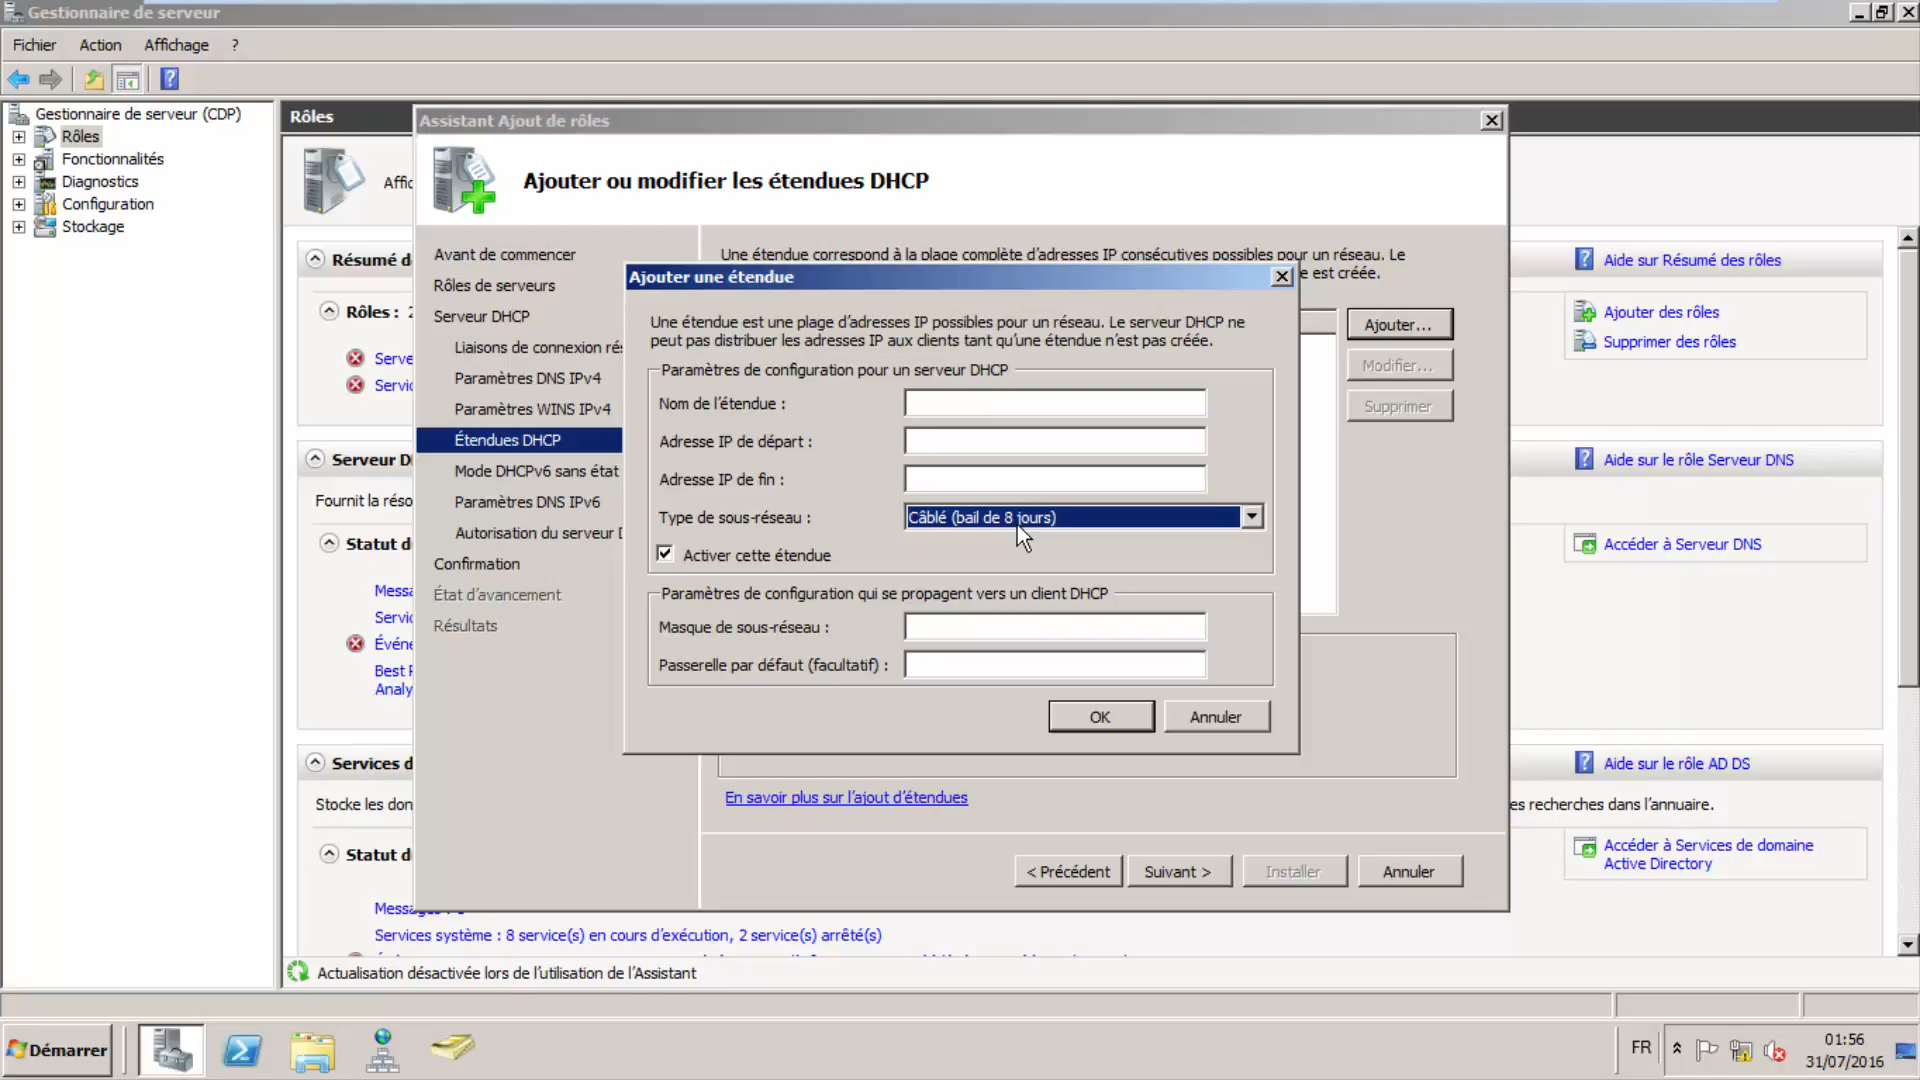 Gestionnaire de serveur
Fichier
Action
Affichage
?
Gestionnaire de serveur (CDP)
Rôles
Fonctionnalités
Diagnostics
Configuration
Stockage
Rôles
Résumé d
Rôles :
Serve
Servic
Serveur D
Fournit la réso
Statut d
Messa
Servic
Événe
Best P
Analy
Services d
Stocke les don
Statut d
Messages :
Services système : 8 service(s) en cours d'exécution, 2 service(s) arrêté(s)
Actualisation désactivée lors de l'utilisation de l'Assistant
Assistant Ajout de rôles
Affic
Ajouter ou modifier les étendues DHCP
Avant de commencer
Rôles de serveurs
Serveur DHCP
Liaisons de connexion rés
Paramètres DNS IPv4
Paramètres WINS IPv4
Étendues DHCP
Mode DHCPv6 sans état
Paramètres DNS IPv6
Autorisation du serveur D
Confirmation
État d'avancement
Résultats
Une étendue correspond à la plage complète d'adresses IP consécutives possibles pour un réseau. Le
e est créée.
Ajouter...
Modifier...
Supprimer
Ajouter une étendue
Une étendue est une plage d'adresses IP possibles pour un réseau. Le serveur DHCP ne
peut pas distribuer les adresses IP aux clients tant qu'une étendue n'est pas créée.
Paramètres de configuration pour un serveur DHCP
Nom de l'étendue :
Adresse IP de départ :
Adresse IP de fin :
Type de sous-réseau :
Câblé (bail de 8 jours)
Activer cette étendue
Paramètres de configuration qui se propagent vers un client DHCP
Masque de sous-réseau :
Passerelle par défaut (facultatif) :
OK
Annuler
En savoir plus sur l'ajout d'étendues
< Précédent
Suivant >
Installer
Annuler
Aide sur Résumé des rôles
Ajouter des rôles
Supprimer des rôles
Aide sur le rôle Serveur DNS
Accéder à Serveur DNS
Aide sur le rôle AD DS
es recherches dans l'annuaire.
Accéder à Services de domaine
Active Directory
Démarrer
FR
01:56
31/07/2016